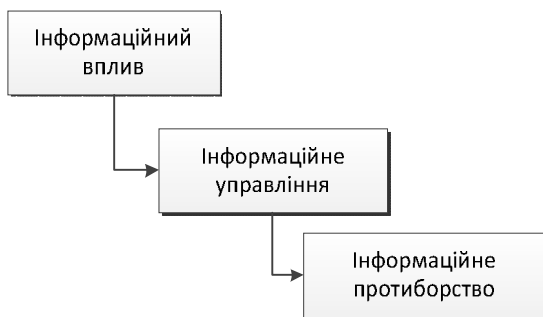 Інформаційний
вплив
Інформаційне
управління
Інформаційне
протиборство